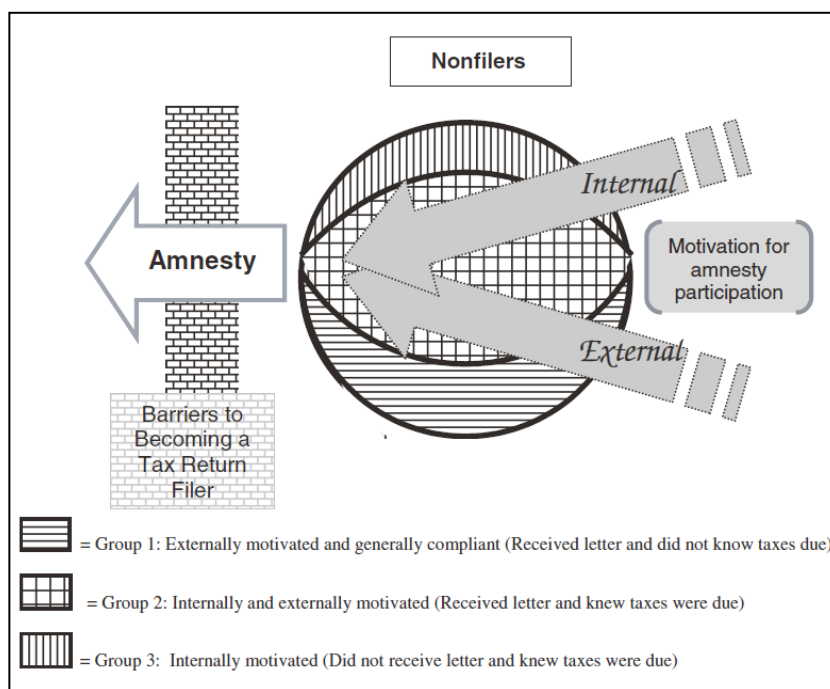 Nonfilers
Internal
Amnesty
Motivation for
amnesty
participation
External
Barriers to
Becoming a
Tax Return
Filer
= Group 1: Externally motivated and generally compliant (Received letter and did not know taxes due)
= Group 2: Internally and externally motivated (Received letter and knew taxes were due)
= Group 3: Internally motivated (Did not receive letter and knew taxes were due)